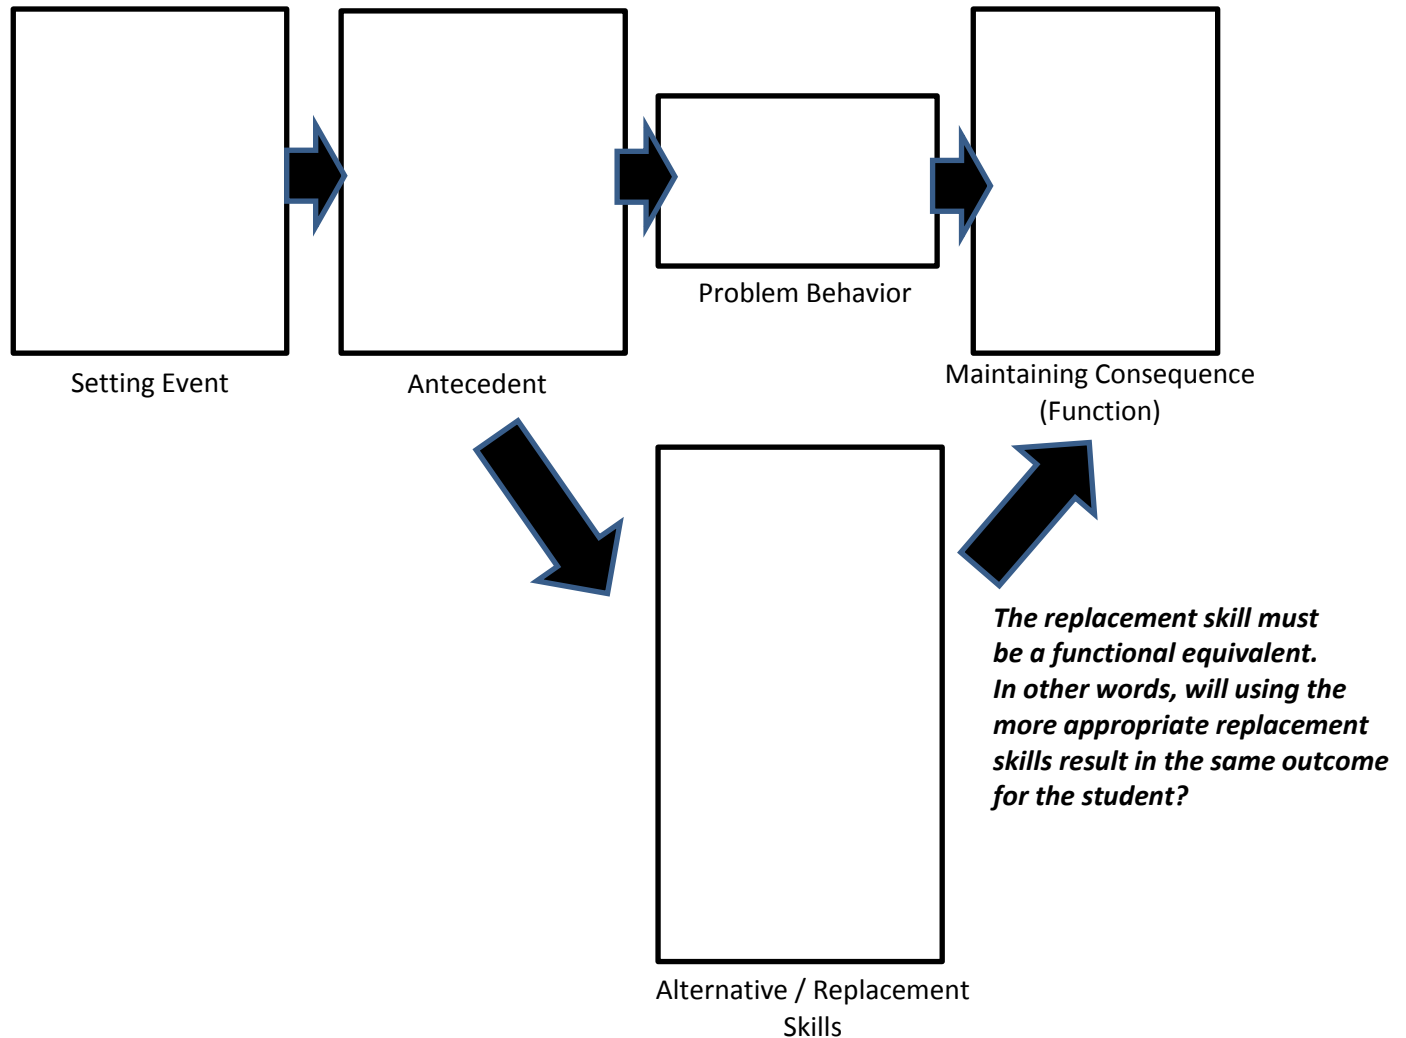 Problem Behavior
Setting Event
Antecedent
Maintaining Consequence
(Function)
The replacement skill must
be a functional equivalent.
In other words, will using the
more appropriate replacement
skills result in the same outcome
for the student?
Alternative / Replacement
Skills